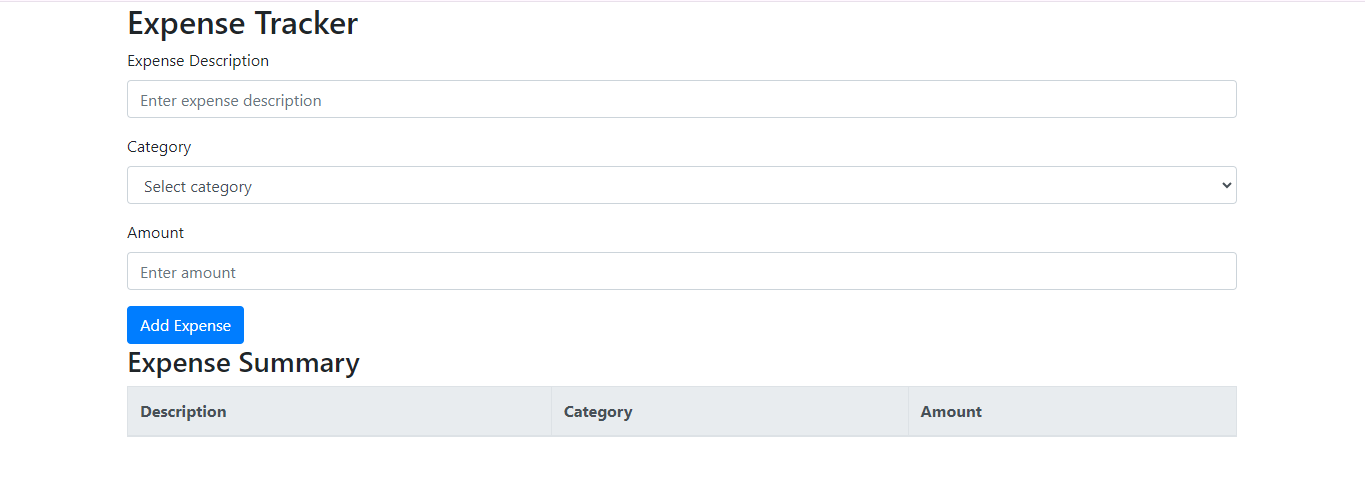 Expense Tracker
Expense Description
Enter expense description
Category
Select category
Amount
Enter amount
Add Expense
Expense Summary
Description Category Amount